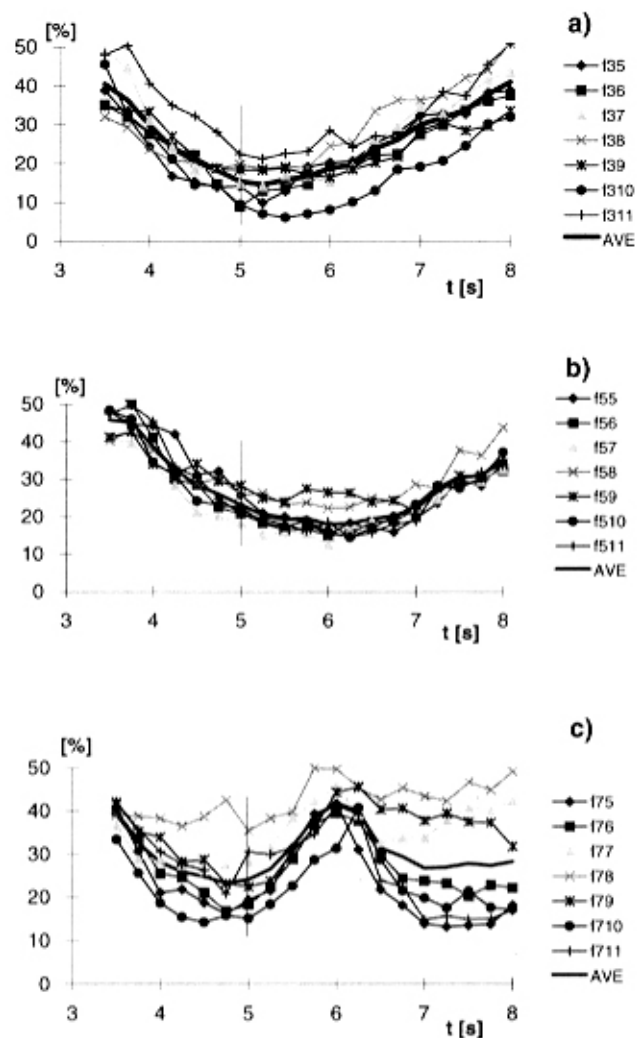 [%]
a)
50
40
30
20
10
0
3
4
5
6
7
8
t [s]
f35
f36
f37
f38
f39
f310
f311
AVE
[%]
b)
50
40
30
20
10
0
3
4
5
6
7
8
t [s]
f55
f56
f57
f58
f59
f510
f511
AVE
[%]
c)
50
40
30
20
10
0
3
4
5
6
7
8
t [s]
f75
f76
f77
f78
f79
f710
f711
AVE